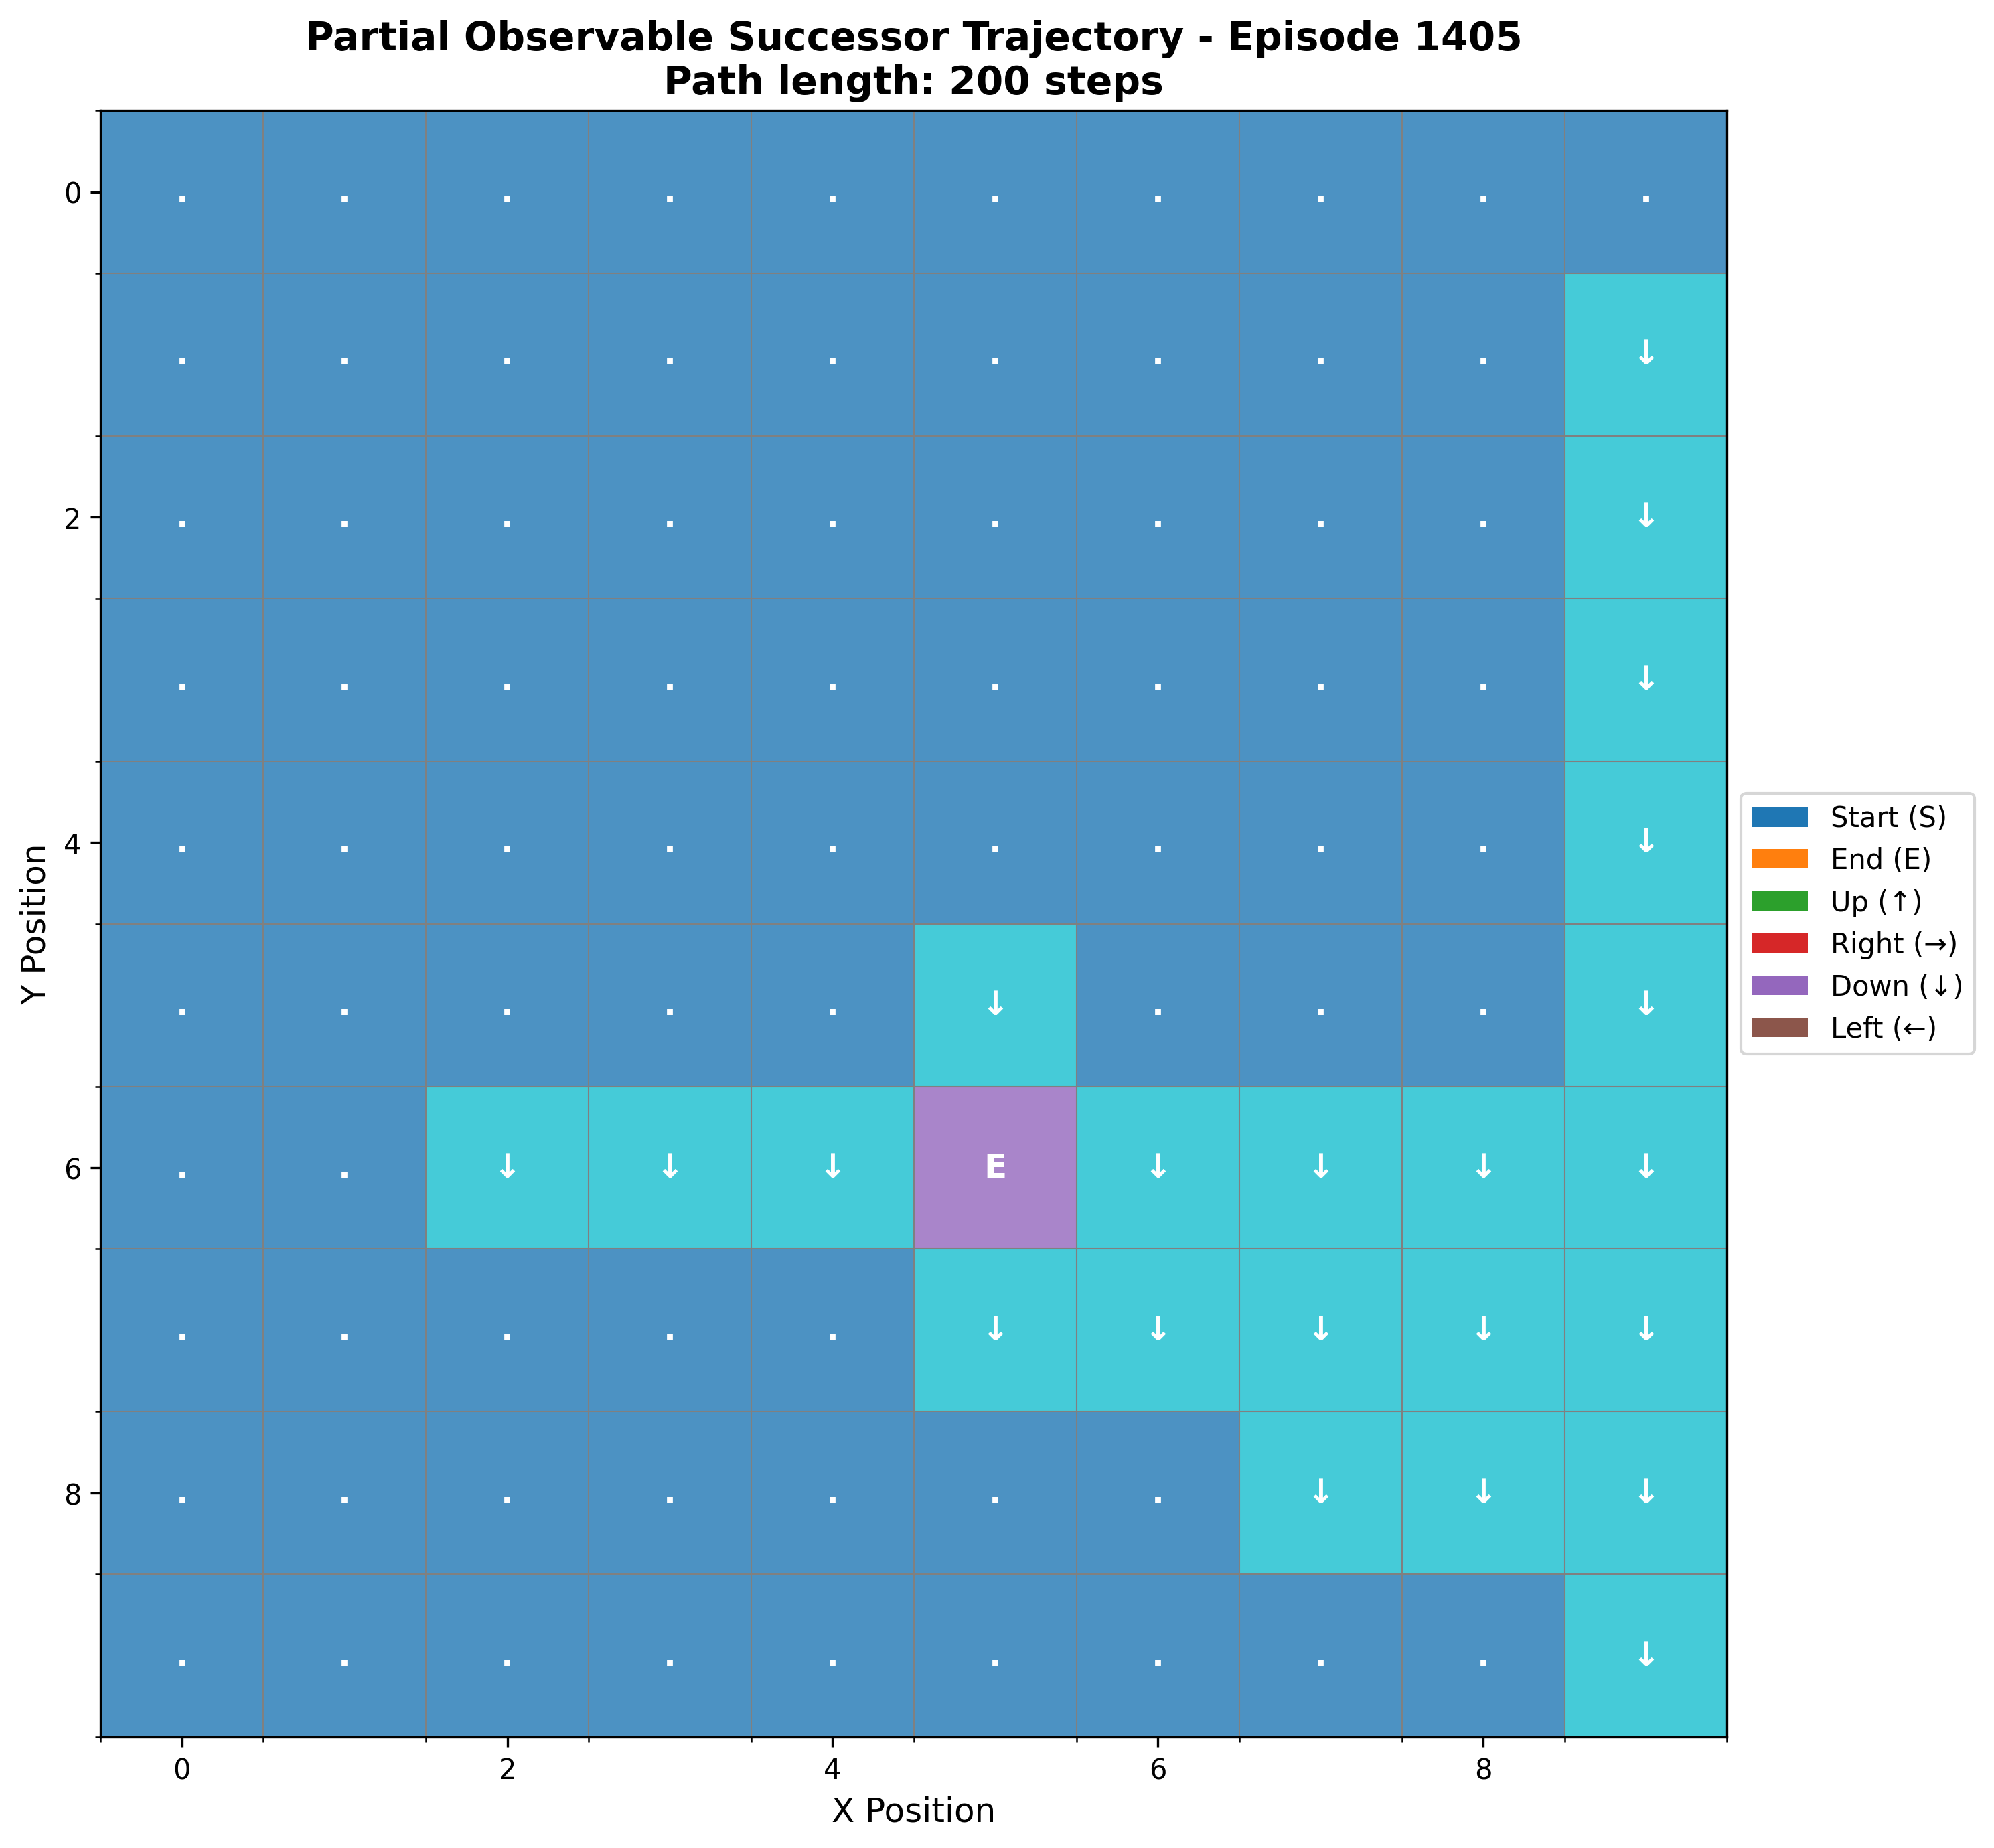 Partial Observable Successor Trajectory - Episode 1405
Path length: 200 steps
0 . . . . . . . . . .
. . . . . . . . . ↓
2 . . . . . . . . . ↓
. . . . . . . . . ↓
4 . . . . . . . . . ↓
. . . . . ↓ . . . ↓
6 . . ↓ ↓ ↓ E ↓ ↓ ↓ ↓
. . . . . ↓ ↓ ↓ ↓ ↓
8 . . . . . . . ↓ ↓ ↓
. . . . . . . . . ↓
0 2 4 6 8
X Position
Y Position
Start (S)
End (E)
Up (↑)
Right (→)
Down (↓)
Left (←)